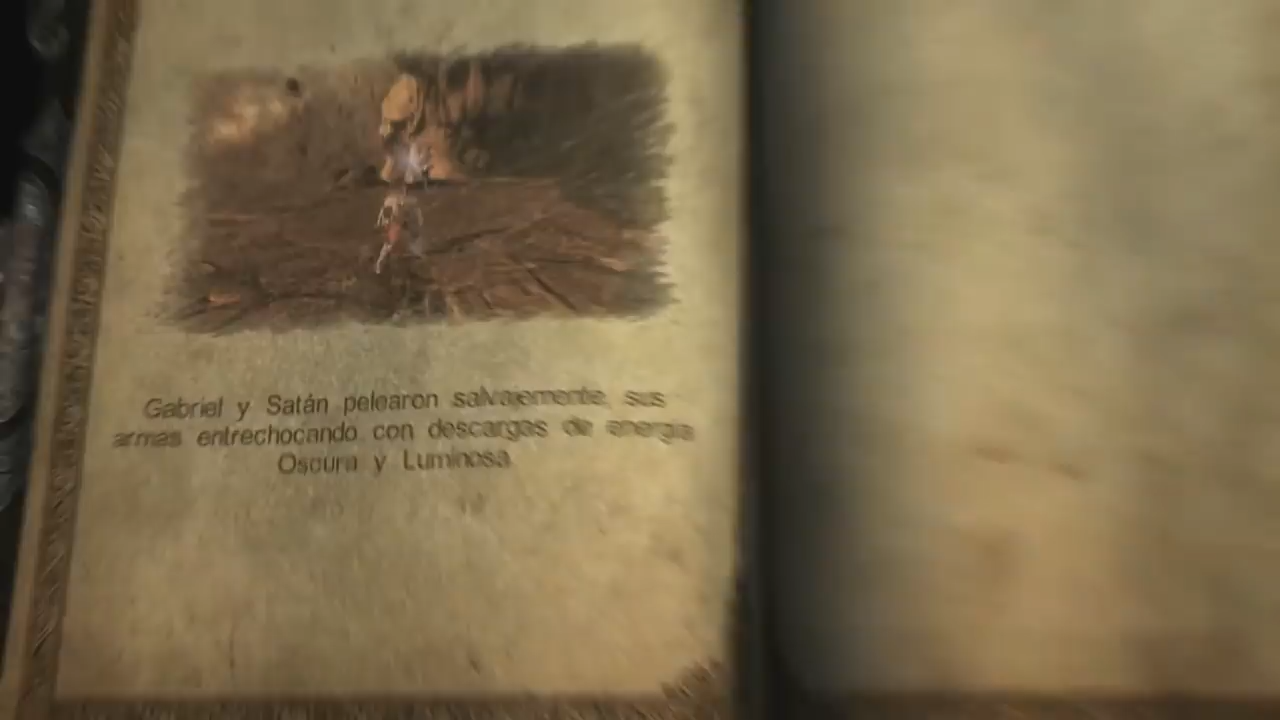 Gabriel y Satán pelearon salvajemente, sus
armas entrechocando con descargas de energía
Oscura y Luminosa